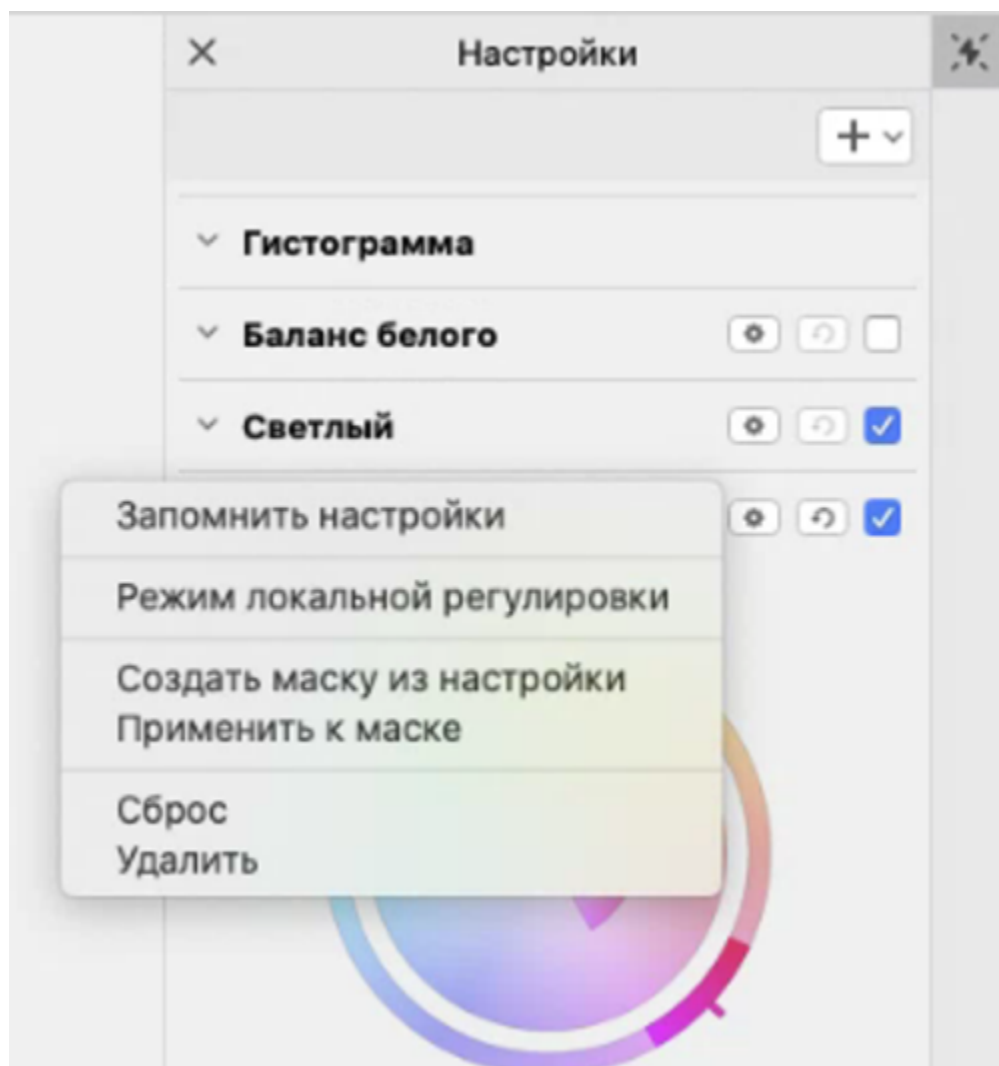 Настройки
Гистограмма
Баланс белого
Светлый
Запомнить настройки
Режим локальной регулировки
Создать маску из настройки
Применить к маске
Сброс
Удалить